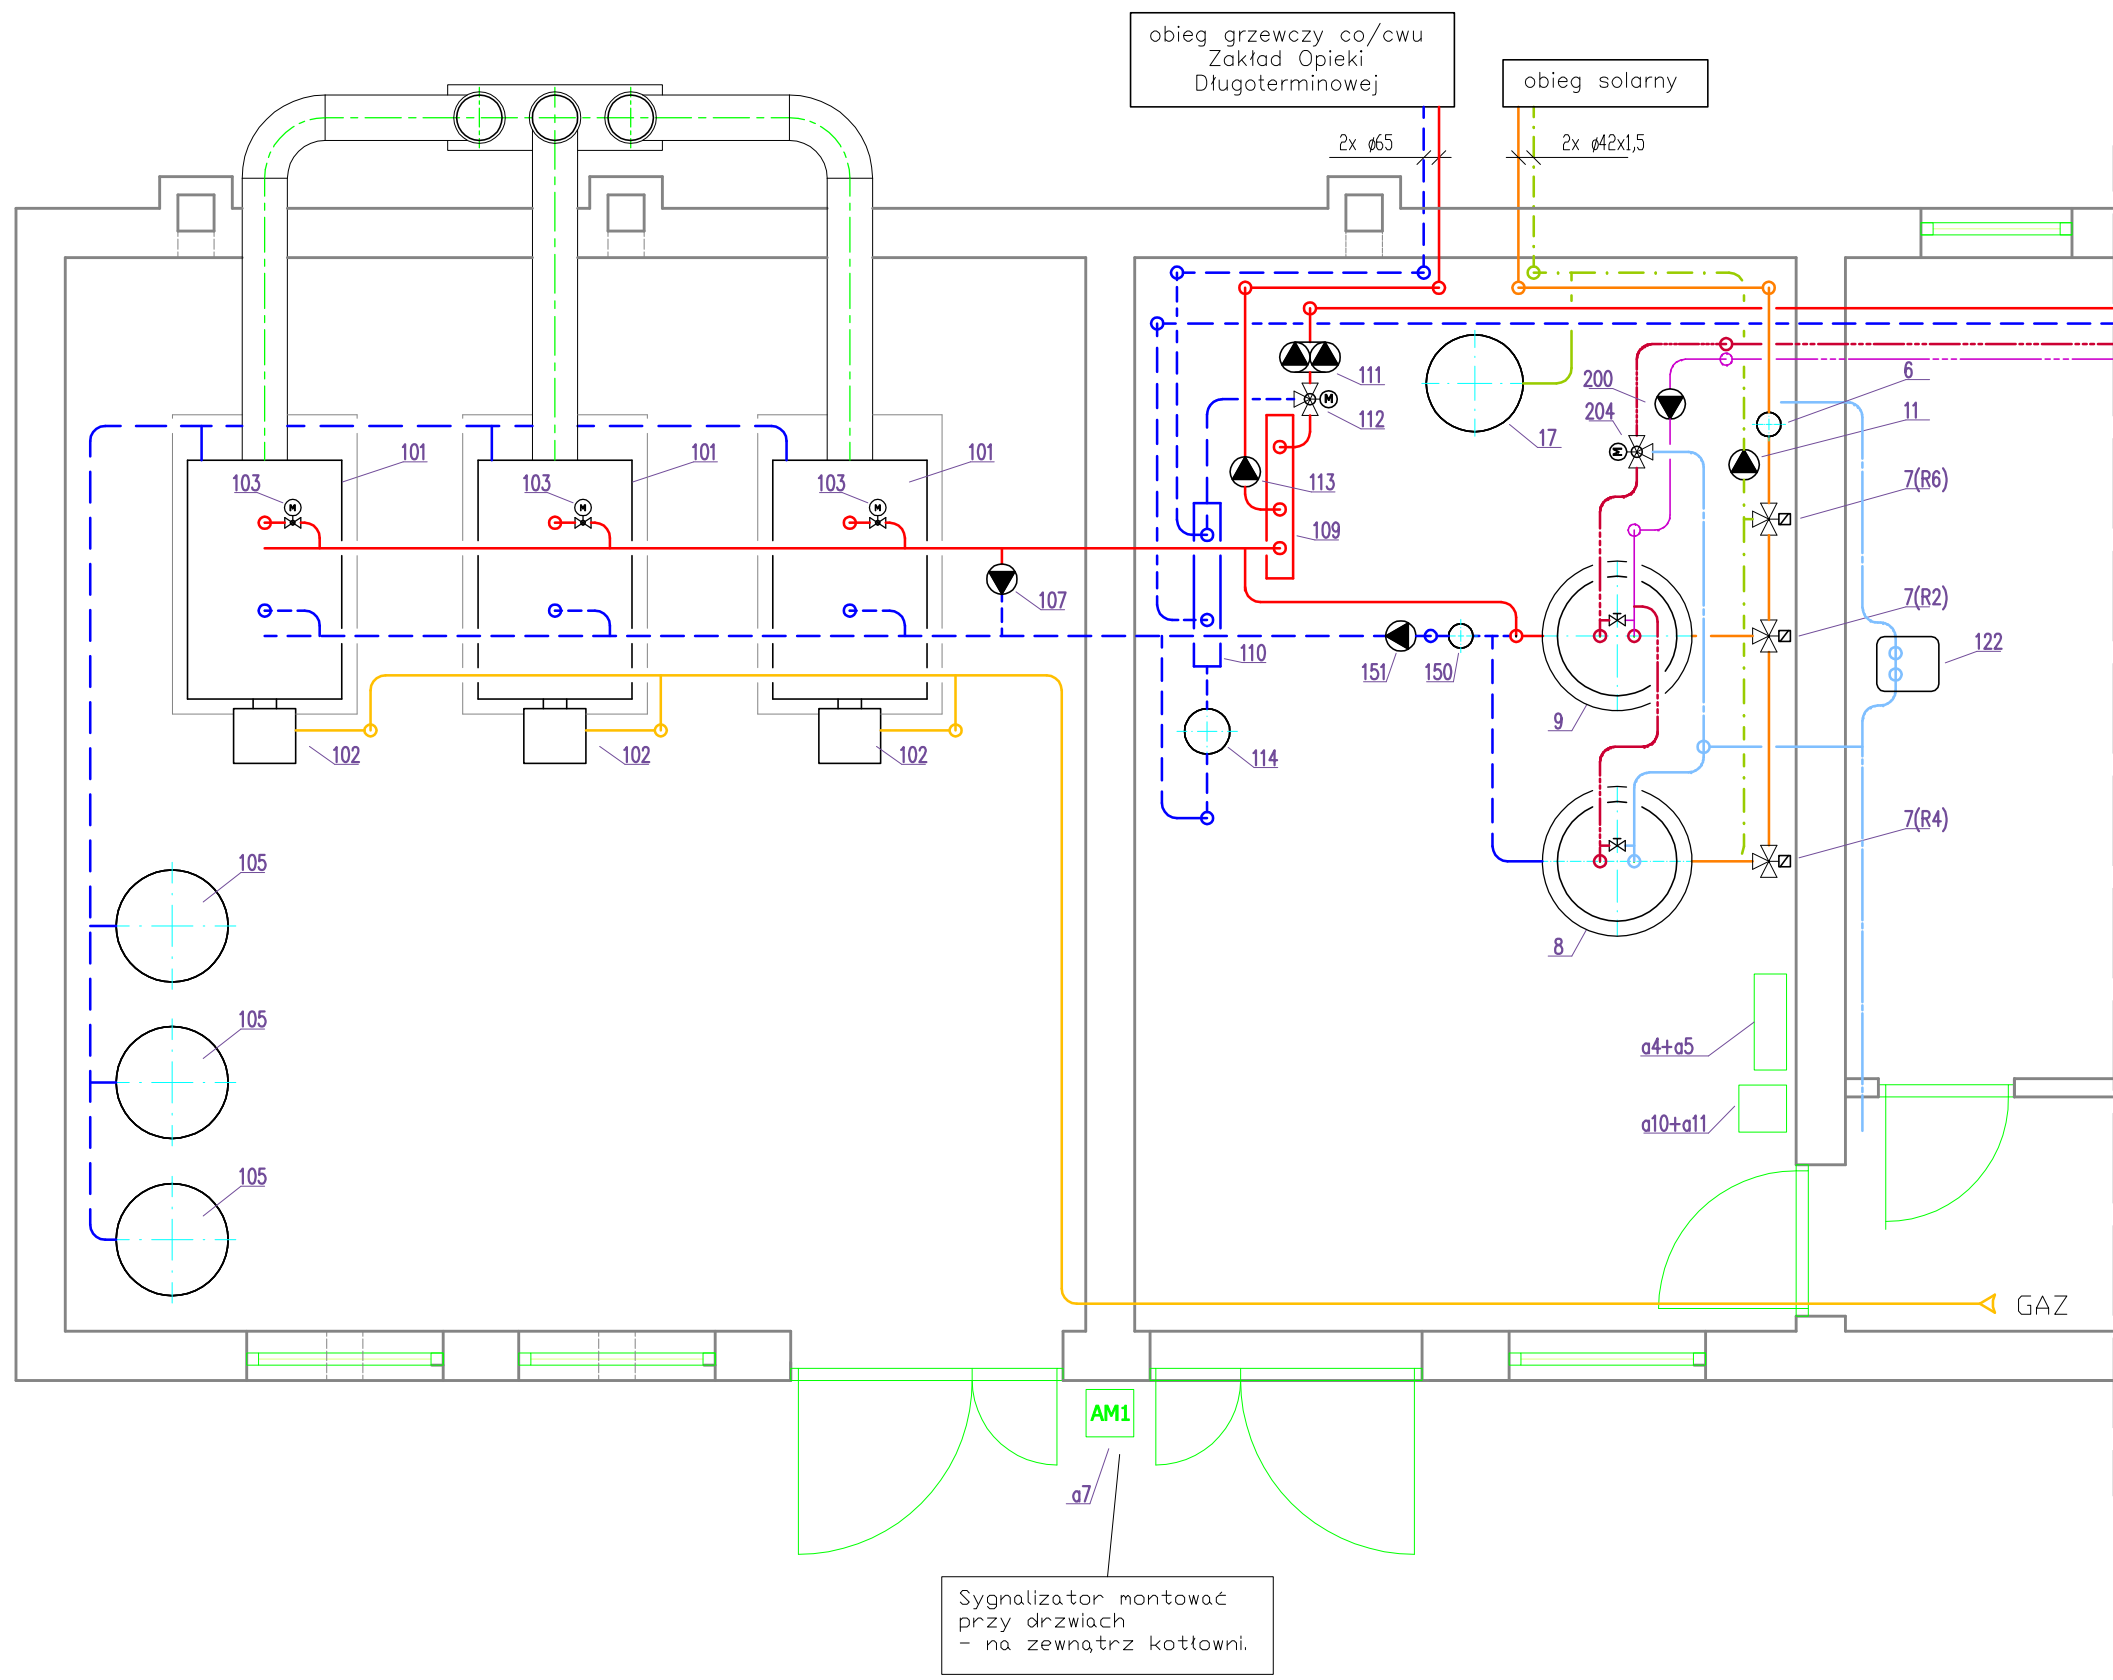 obieg grzewczy co/cwu
Zakład Opieki
Długoterminowej
obieg solarny
2x ø65
2x ø42x1,5
111
112
200
204
17
6
11
7(R6)
101
101
101
103
103
103
113
109
107
7(R2)
122
110
151
150
9
102
102
102
114
7(R4)
105
8
105
a4+a5
a10+a11
105
GAZ
AM1
a7
Sygnalizator montować
przy drzwiach
- na zewnątrz kotłowni.
M
M
M
M
M